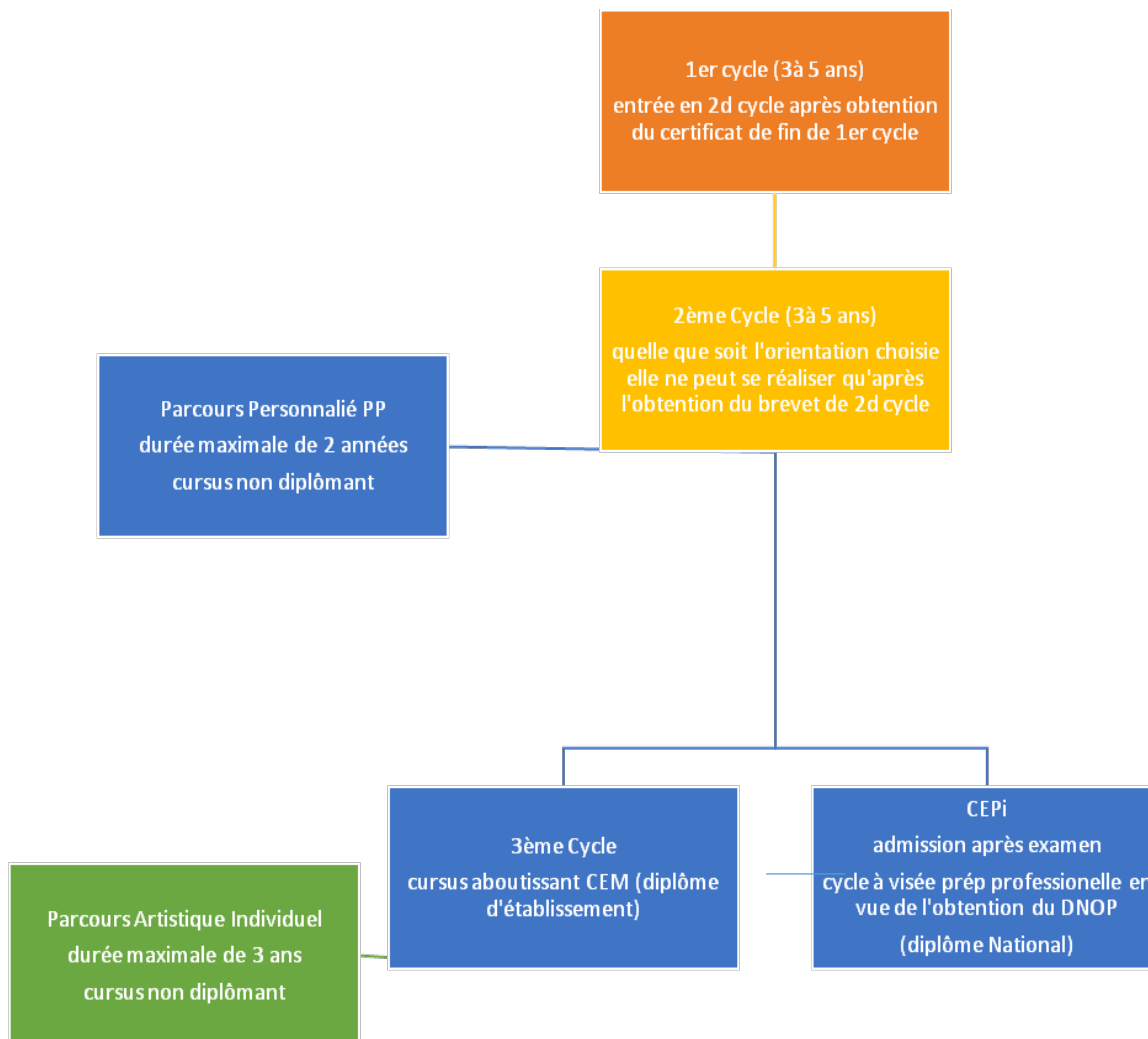 1er cycle (3à 5 ans)
entrée en 2d cycle après obtention
du certificat de fin de 1er cycle
2ème Cycle (3à 5 ans)
quelle que soit l'orientation choisie
elle ne peut se réaliser qu'après
l'obtention du brevet de 2d cycle
Parcours Personnalié PP
durée maximale de 2 années
cursus non diplômant
3ème Cycle
cursus aboutissant CEM (diplôme
d'établissement)
CEPi
admission après examen
cycle à visée prép professionelle en
vue de l'obtention du DNOP
(diplôme National)
Parcours Artistique Individuel
durée maximale de 3 ans
cursus non diplômant